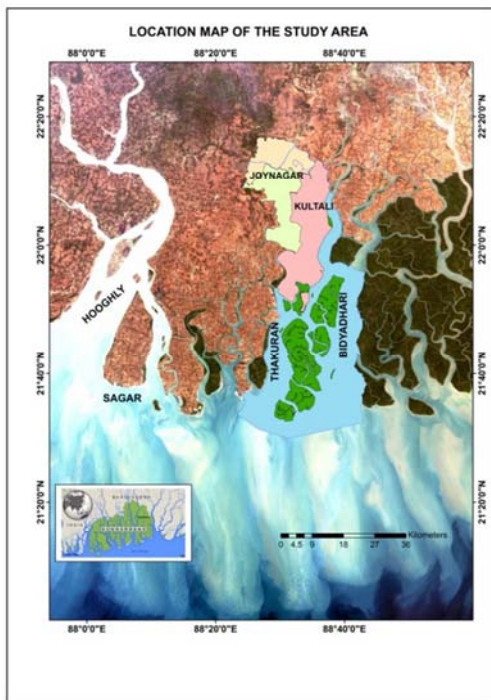 LOCATION MAP OF THE STUDY AREA
88°0'0"E 88°20'0"E 88°40'0"E
22°20'0"N 22°20'0"N
JOYNAGAR
KULTALI
22°0'0"N 22°0'0"N
HOOGHLY
THAKURAN
BIDYADHARI
21°40'0"N 21°40'0"N
SAGAR
21°20'0"N 21°20'0"N
INDIA
Kilometers
0 4.5 9 18 27 36
88°0'0"E 88°20'0"E 88°40'0"E